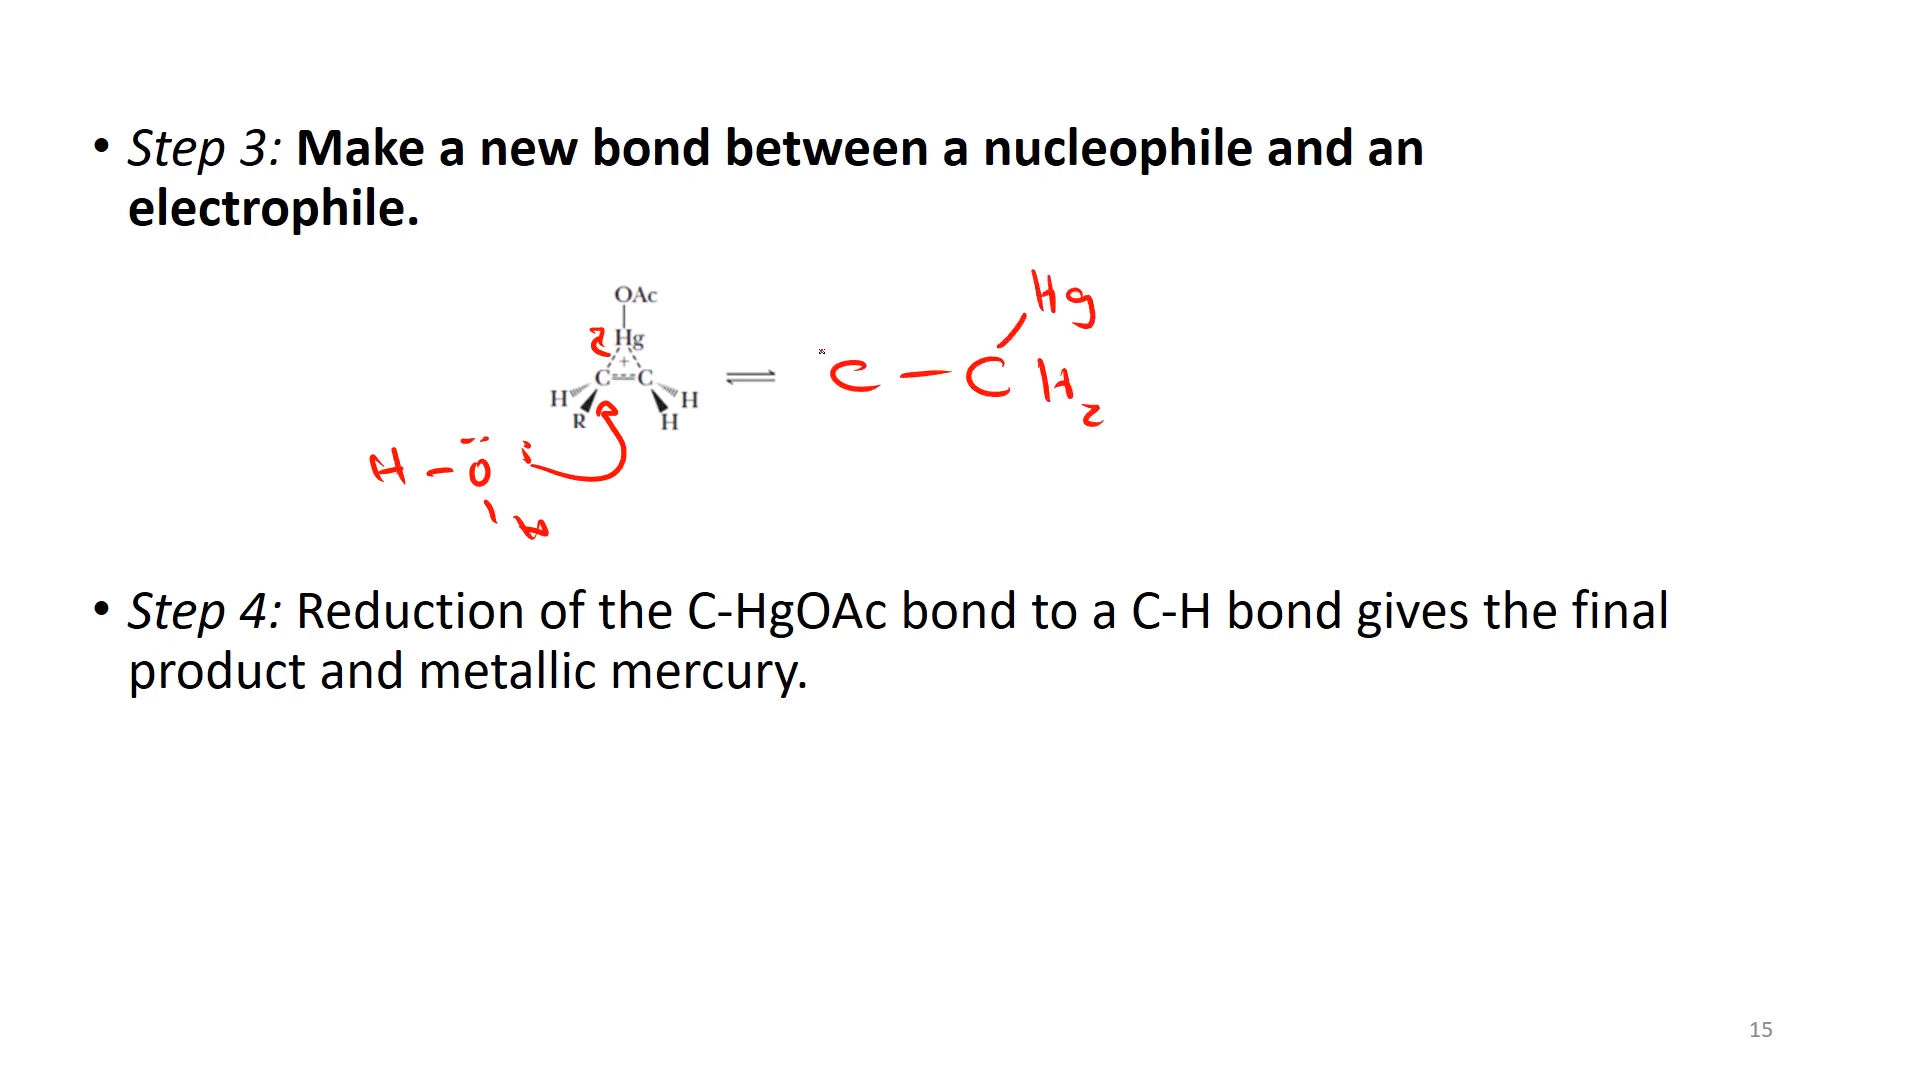 • Step 3: Make a new bond between a nucleophile and an
electrophile.
OAc
Hg
Hg
C C
C – C H2
H H
R H
H – O
H
• Step 4: Reduction of the C-HgOAc bond to a C-H bond gives the final
product and metallic mercury.
15